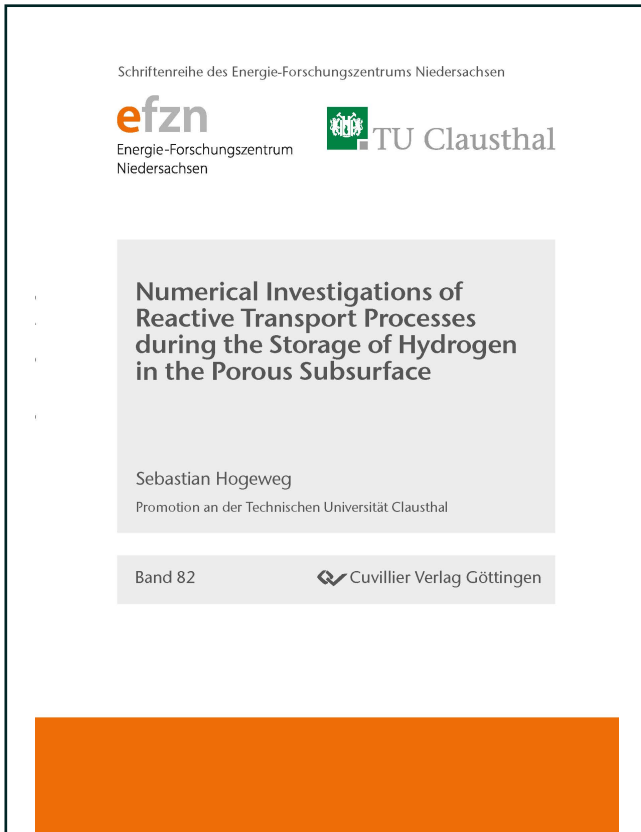 Schriftenreihe des Energie-Forschungszentrums Niedersachsen
efzn
Energie-Forschungszentrum
Niedersachsen
TU Clausthal
Numerical Investigations of
Reactive Transport Processes
during the Storage of Hydrogen
in the Porous Subsurface
Sebastian Hogeweg
Promotion an der Technischen Universität Clausthal
Band 82
Cuvillier Verlag Göttingen